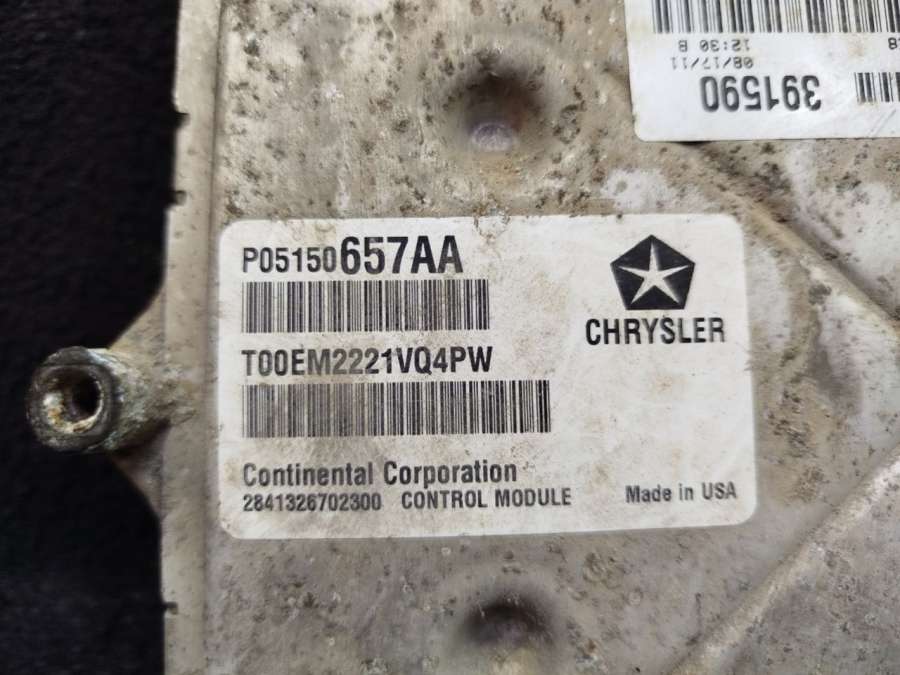 P05150657AA
CHRYSLER
T00EM2221VQ4PW
Continental Corporation
2841326702300 CONTROL MODULE Made in USA
391590
08/17/11
12:30 B